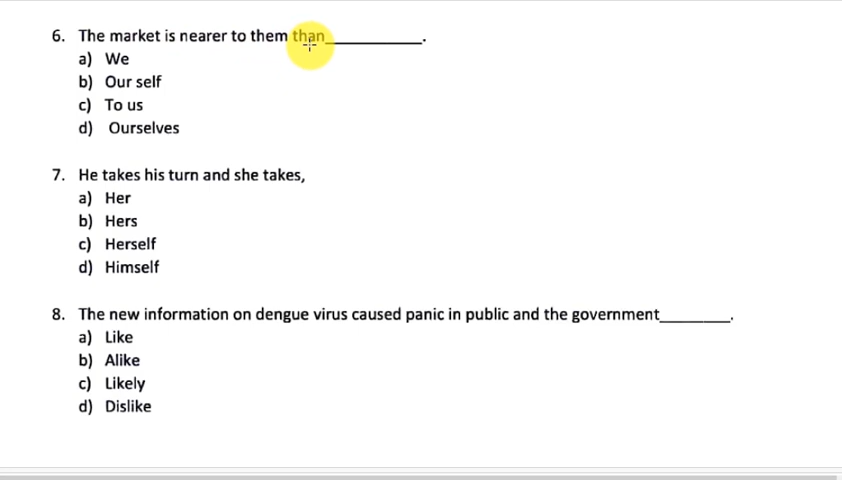 6. The market is nearer to them than___________.
a) We
b) Our self
c) To us
d) Ourselves
7. He takes his turn and she takes,
a) Her
b) Hers
c) Herself
d) Himself
8. The new information on dengue virus caused panic in public and the government________.
a) Like
b) Alike
c) Likely
d) Dislike